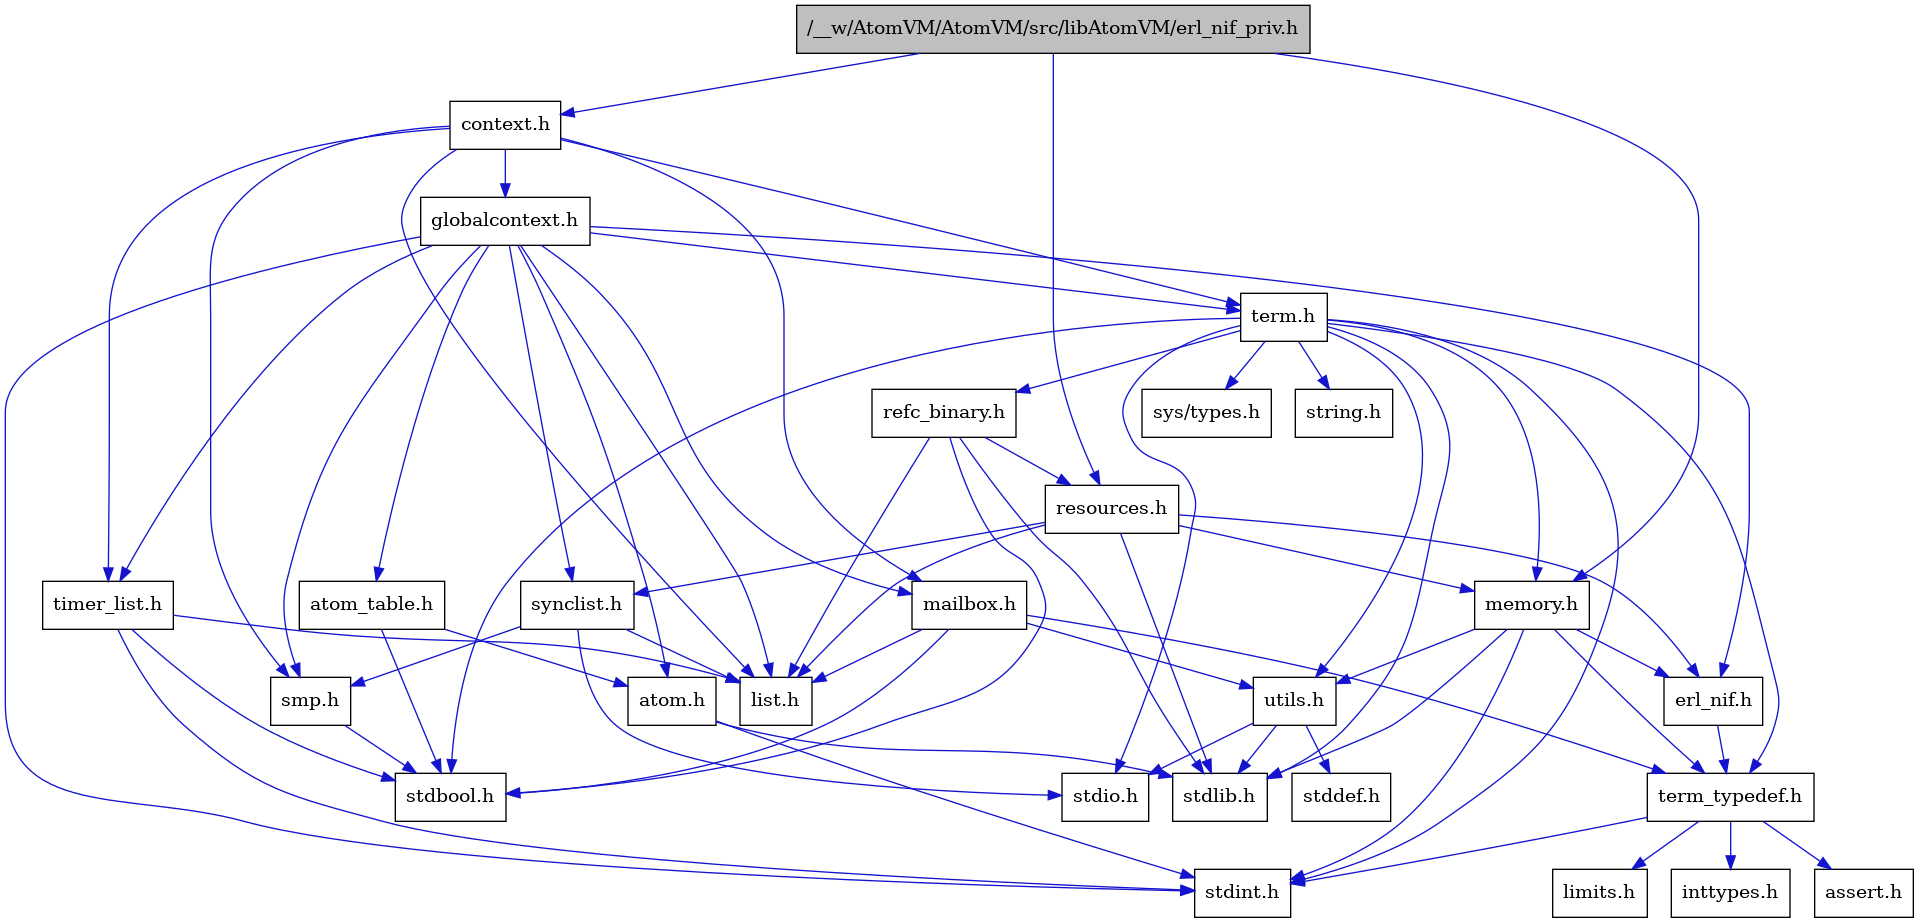 /__w/AtomVM/AtomVM/src/libAtomVM/erl_nif_priv.h
context.h
globalcontext.h
term.h
refc_binary.h
sys/types.h
string.h
resources.h
timer_list.h
atom_table.h
synclist.h
mailbox.h
memory.h
smp.h
atom.h
list.h
utils.h
erl_nif.h
stdbool.h
stdio.h
stdlib.h
stddef.h
term_typedef.h
stdint.h
limits.h
inttypes.h
assert.h